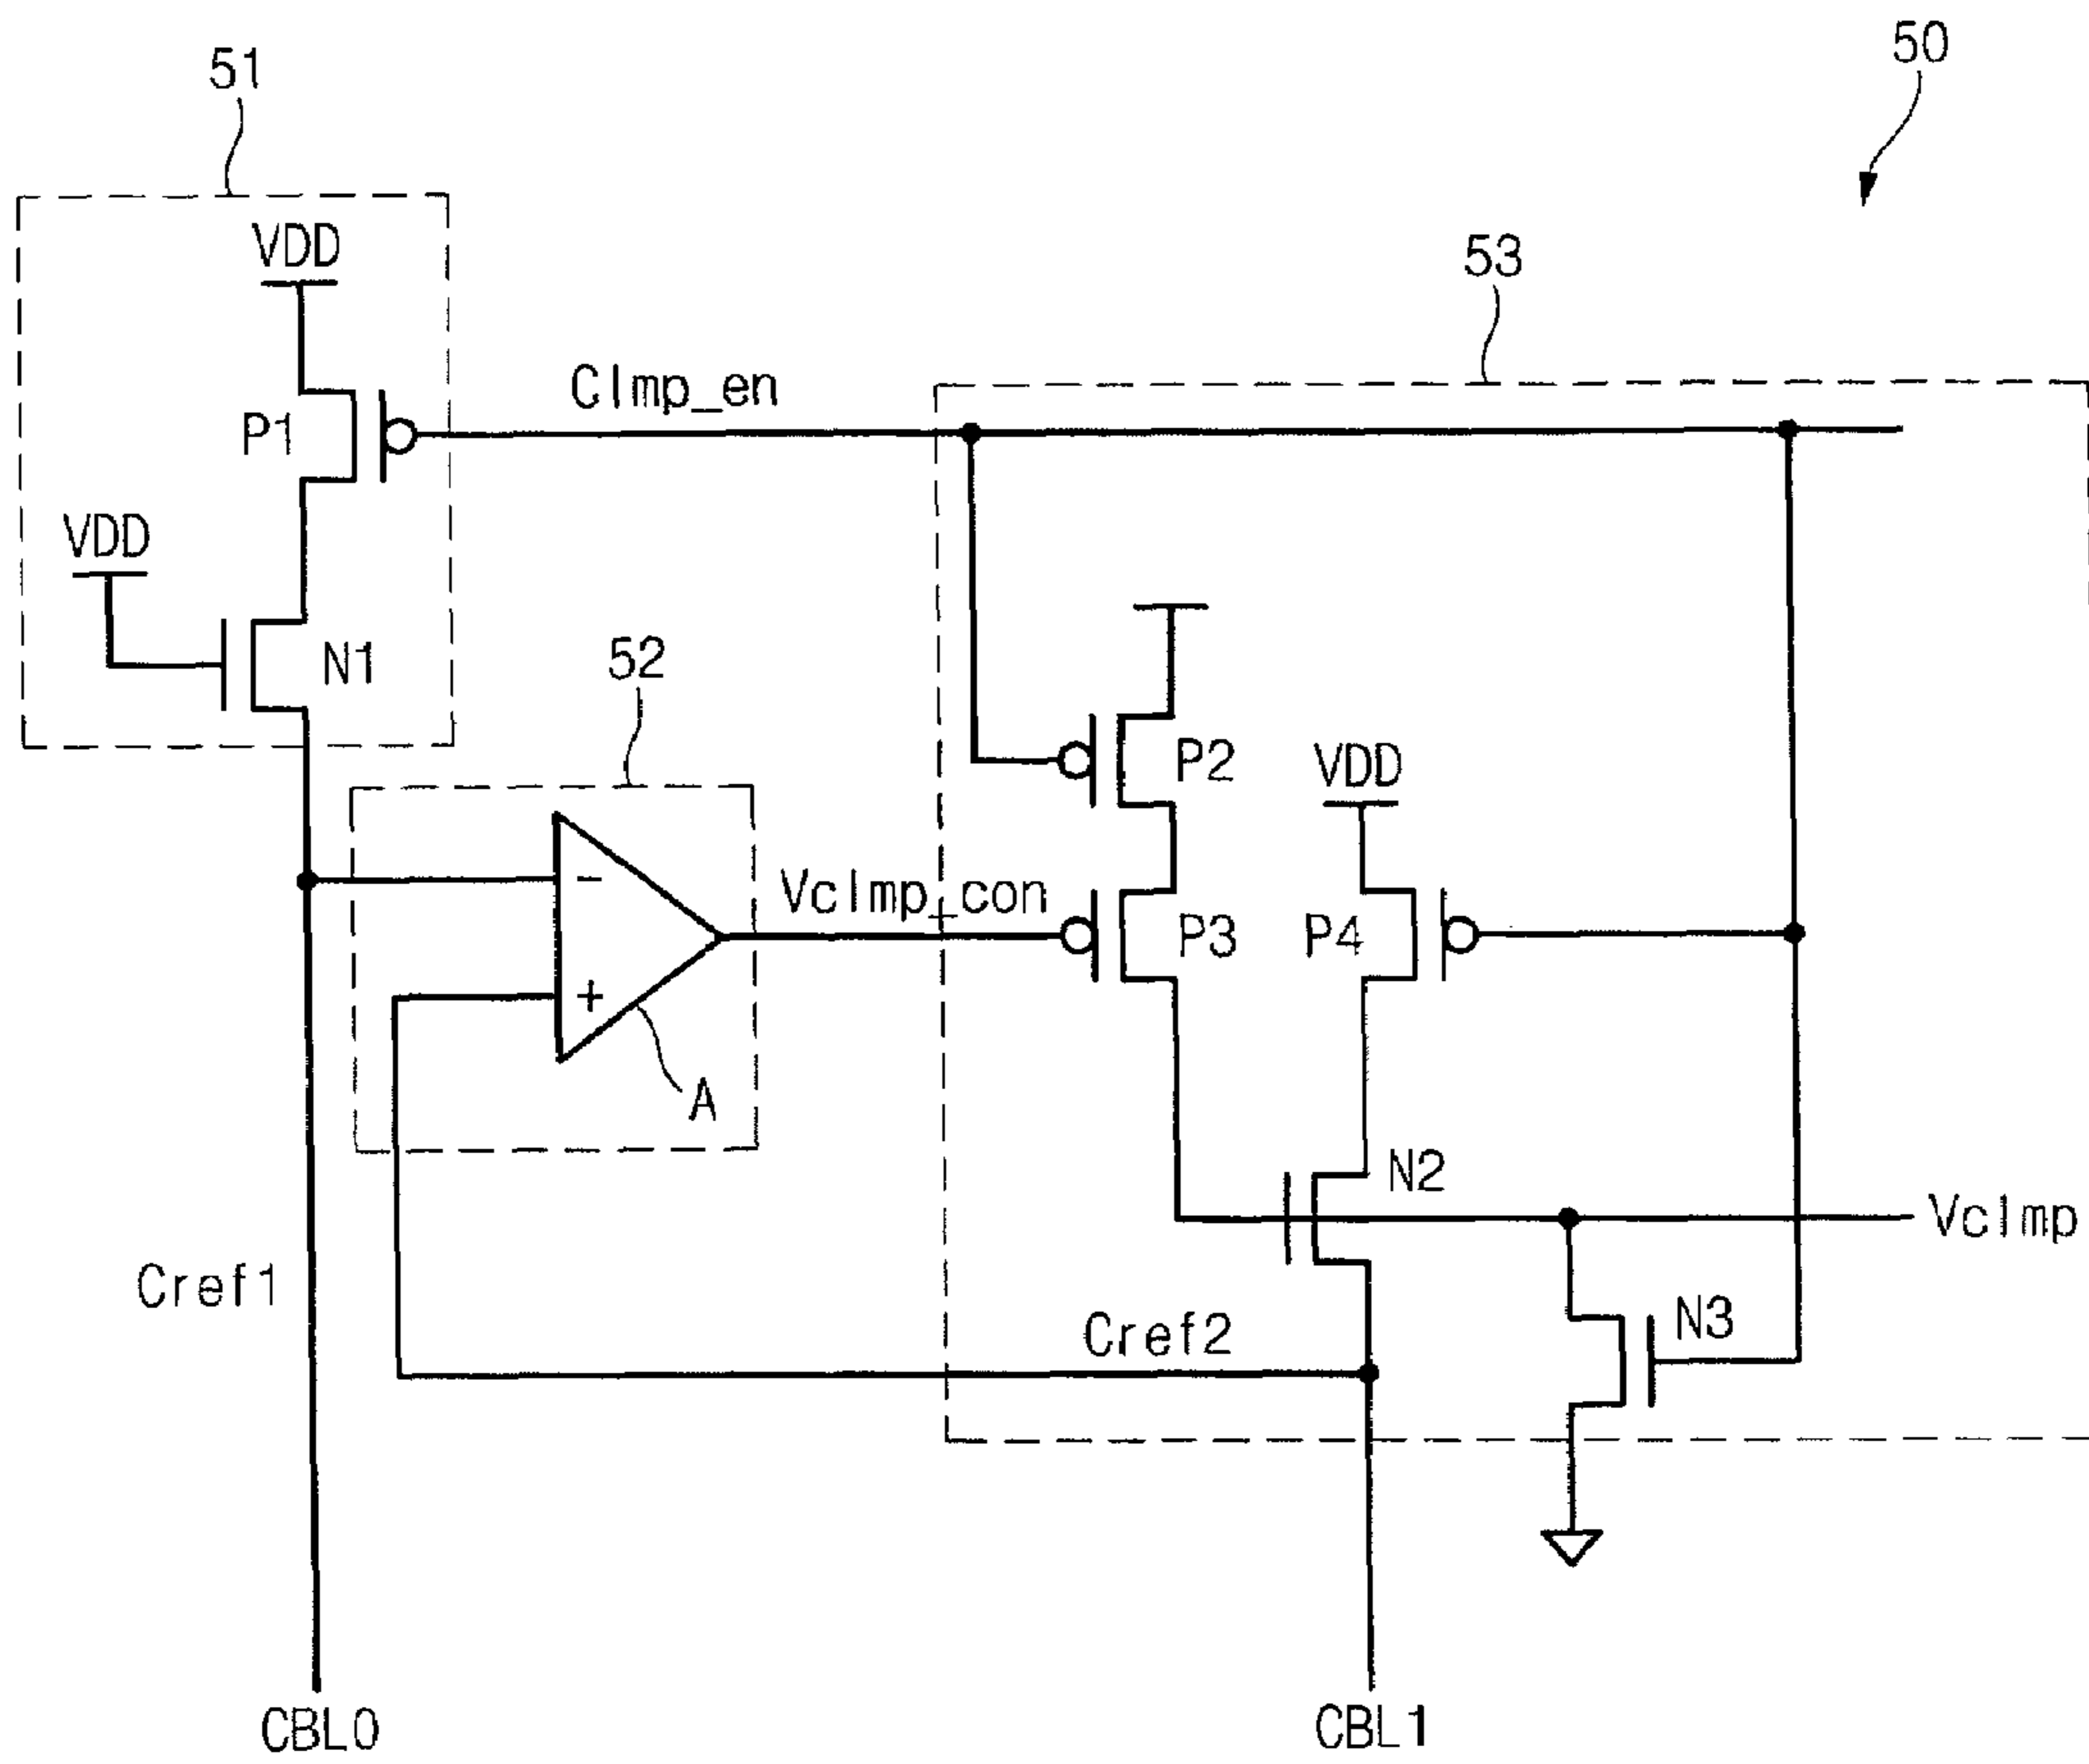 50
51
VDD
53
Clmp_en
P1
VDD
N1
52
P2
VDD
-
Vclmp_con
P3
P4
+
A
N2
Vclmp
Cref1
N3
Cref2
CBL0
CBL1